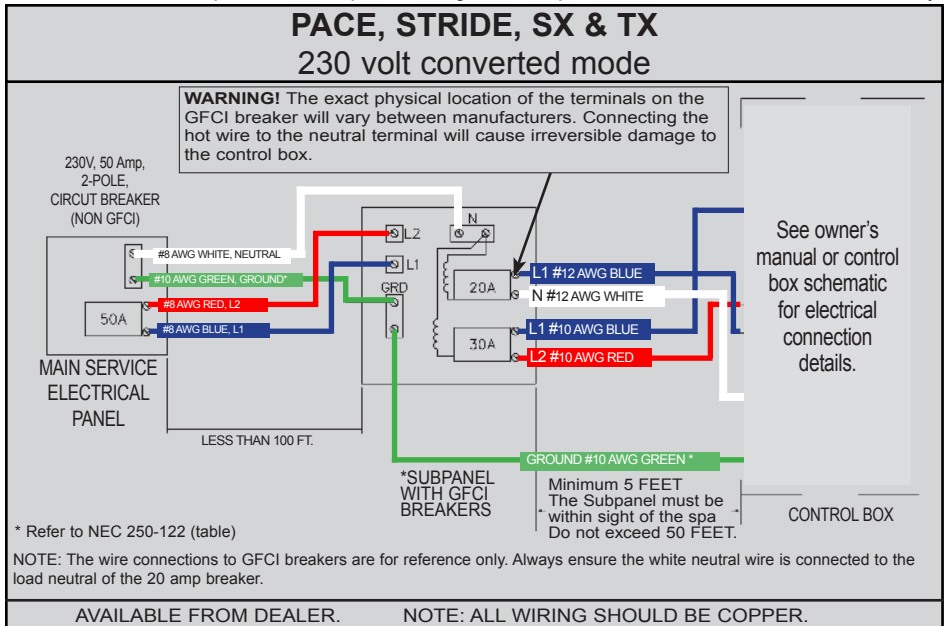 PACE, STRIDE, SX & TX
230 volt converted mode
WARNING! The exact physical location of the terminals on the
GFCI breaker will vary between manufacturers. Connecting the
hot wire to the neutral terminal will cause irreversible damage to
the control box.
230V, 50 Amp,
2-POLE,
CIRCUT BREAKER
(NON GFCI)
#8 AWG WHITE, NEUTRAL
#10 AWG GREEN, GROUND*
#8 AWG RED, L2
#8 AWG BLUE, L1
50A
MAIN SERVICE
ELECTRICAL
PANEL
LESS THAN 100 FT.
L2
L1
GRD
N
20A
30A
L1 #12 AWG BLUE
N #12 AWG WHITE
L1 #10 AWG BLUE
L2 #10 AWG RED
GROUND #10 AWG GREEN *
See owner's
manual or control
box schematic
for electrical
connection
details.
*SUBPANEL
WITH GFCI
BREAKERS
Minimum 5 FEET
The Subpanel must be
within sight of the spa
Do not exceed 50 FEET.
CONTROL BOX
* Refer to NEC 250-122 (table)
NOTE: The wire connections to GFCI breakers are for reference only. Always ensure the white neutral wire is connected to the
load neutral of the 20 amp breaker.
AVAILABLE FROM DEALER. NOTE: ALL WIRING SHOULD BE COPPER.